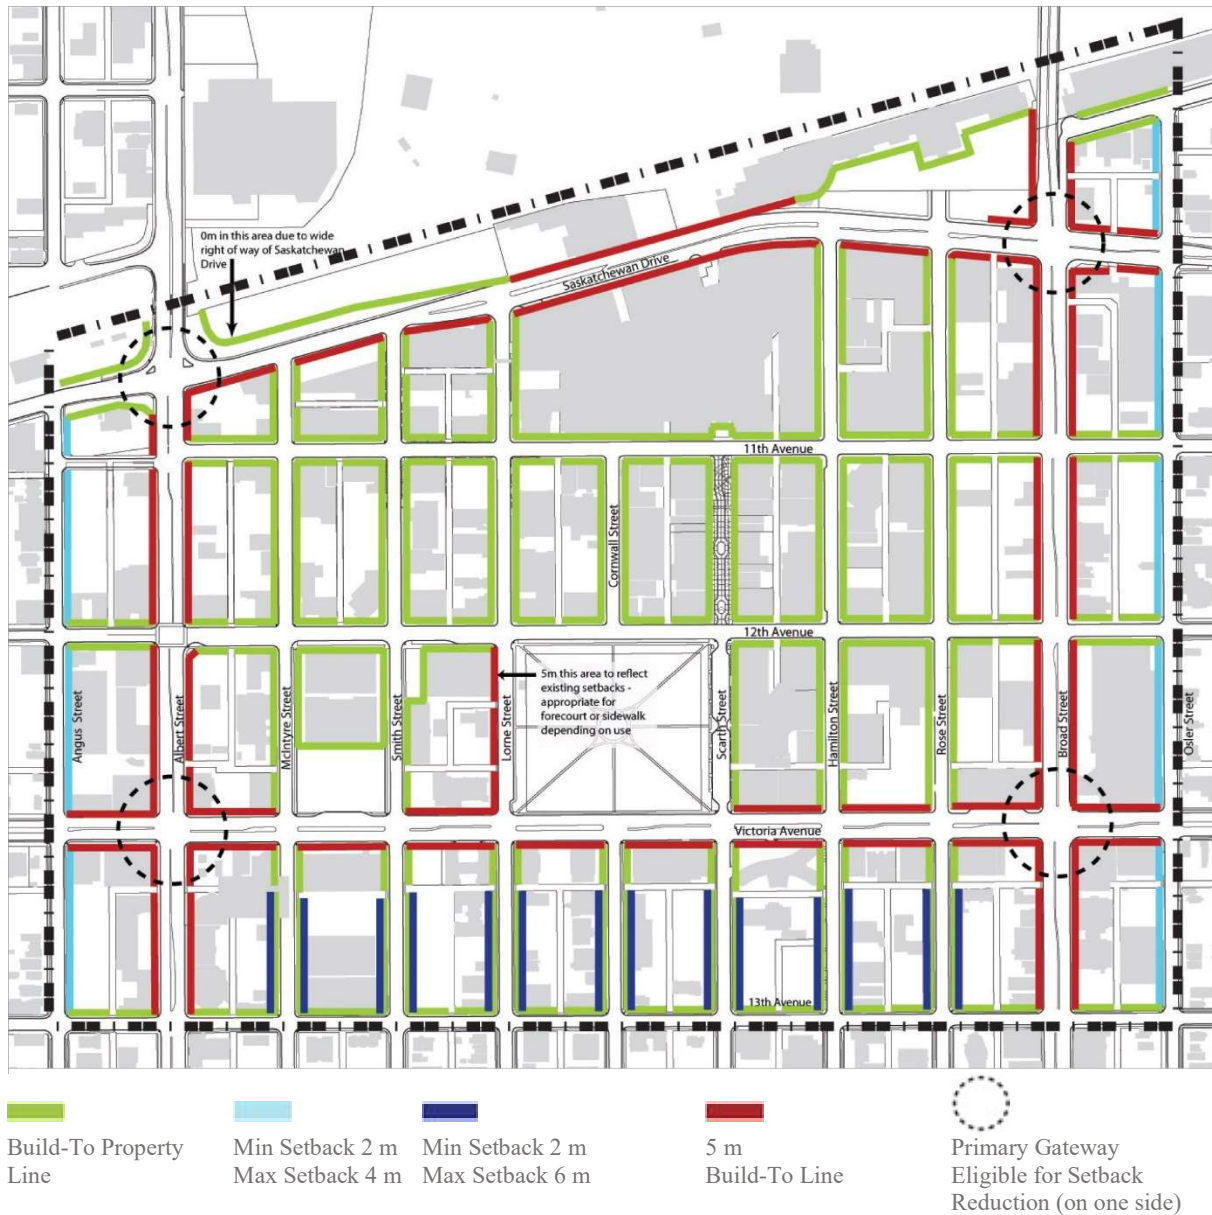 0m in this area due to wide
right of way of Saskatchewan
Drive
Saskatchewan Drive
11th Avenue
Cornwall Street
12th Avenue
5m this area to reflect
existing setbacks -
appropriate for
forecourt or sidewalk
depending on use
Angus Street
Albert Street
McIntyre Street
Smith Street
Lorne Street
Scarth Street
Hamilton Street
Rose Street
Broad Street
Osler Street
Victoria Avenue
13th Avenue
Build-To Property
Line
Min Setback 2 m
Max Setback 4 m
Min Setback 2 m
Max Setback 6 m
5 m
Build-To Line
Primary Gateway
Eligible for Setback
Reduction (on one side)